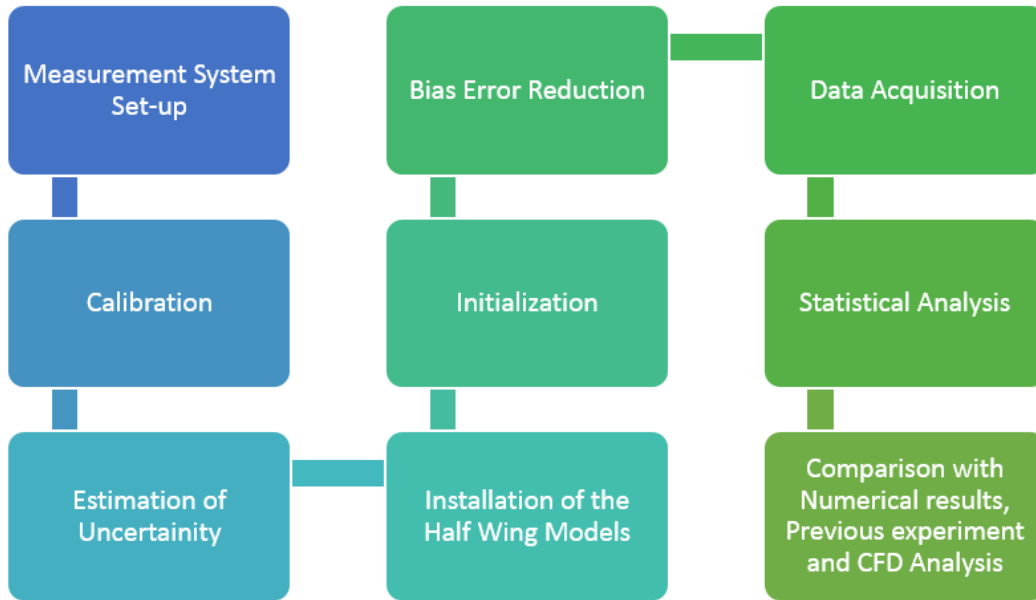 Measurement System
Set-up
Calibration
Estimation of
Uncertainity
Installation of the
Half Wing Models
Initialization
Bias Error Reduction
Data Acquisition
Statistical Analysis
Comparison with
Numerical results,
Previous experiment
and CFD Analysis